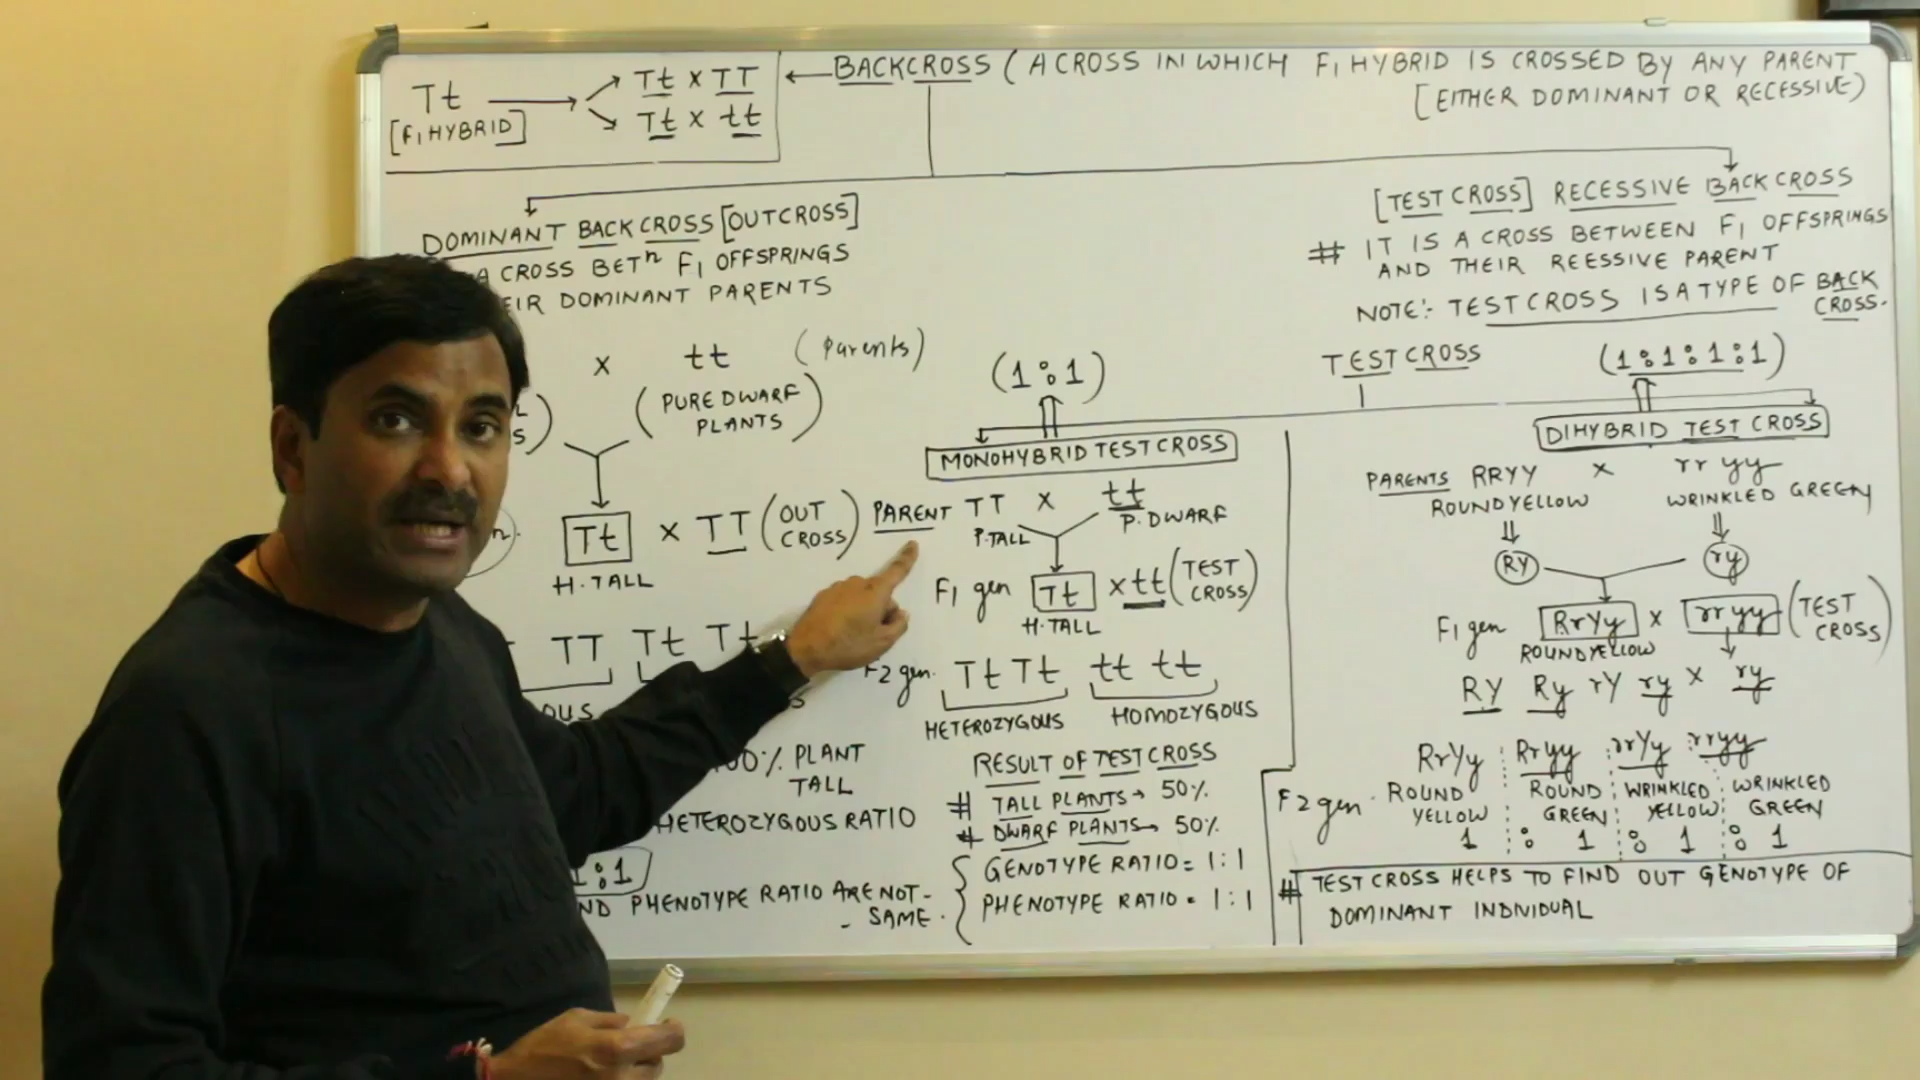 Tt → Tt x TT
[F1 HYBRID] → Tt x tt
← BACKCROSS (A CROSS IN WHICH F1 HYBRID IS CROSSED BY ANY PARENT
[EITHER DOMINANT OR RECESSIVE)
DOMINANT BACK CROSS [OUTCROSS]
A CROSS BETn F1 OFFSPRINGS
DOMINANT PARENTS
x tt (Parents)
(PURE DWARF
PLANTS)
Tt x TT (OUT
CROSS)
H.TALL
TT Tt Tt
PLANT
TALL
HETEROZYGOUS RATIO
1:1
PHENOTYPE RATIO ARE NOT -
- SAME.
[TEST CROSS] RECESSIVE BACK CROSS
# IT IS A CROSS BETWEEN F1 OFFSPRINGS
AND THEIR REESSIVE PARENT
NOTE:- TEST CROSS IS A TYPE OF BACK
CROSS.
TEST CROSS
(1:1)
MONOHYBRID TEST CROSS
PARENT TT x tt
P.TALL P.DWARF
F1 gen Tt x tt (TEST
CROSS)
H.TALL
F2 gen. Tt Tt tt tt
HETEROZYGOUS HOMOZYGOUS
RESULT OF TEST CROSS
# TALL PLANTS → 50%
# DWARF PLANTS → 50%
GENOTYPE RATIO = 1:1
PHENOTYPE RATIO = 1:1
(1:1:1:1)
DIHYBRID TEST CROSS
PARENTS RRYY x rr yy
ROUND YELLOW WRINKLED GREEN
RY ry
F1 gen RrYy x rryy (TEST
CROSS)
ROUND YELLOW
RY Ry rY ry x ry
RrYy Rryy rrYy rryy
F2 gen. ROUND ROUND WRINKLED WRINKLED
YELLOW GREEN YELLOW GREEN
1 : 1 : 1 : 1
# TEST CROSS HELPS TO FIND OUT GENOTYPE OF
DOMINANT INDIVIDUAL